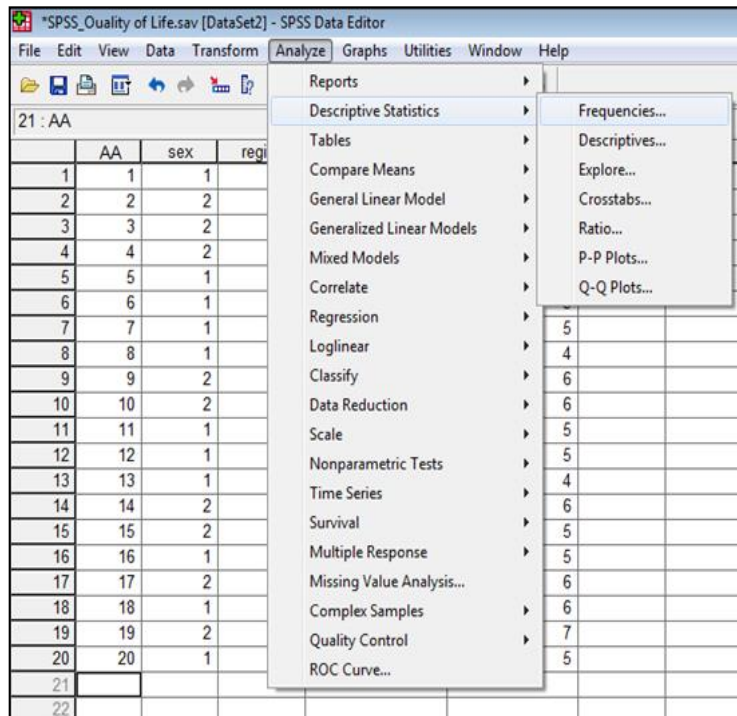 *SPSS_Ouality of Life.sav [DataSet2] - SPSS Data Editor
File Edit View Data Transform Analyze Graphs Utilities Window Help
21 : AA
Reports
Descriptive Statistics
Tables
Compare Means
General Linear Model
Generalized Linear Models
Mixed Models
Correlate
Regression
Loglinear
Classify
Data Reduction
Scale
Nonparametric Tests
Time Series
Survival
Multiple Response
Missing Value Analysis...
Complex Samples
Quality Control
ROC Curve...
Frequencies...
Descriptives...
Explore...
Crosstabs...
Ratio...
P-P Plots...
Q-Q Plots...
AA sex regi
1 1 1
2 2 2
3 3 2
4 4 2
5 5 1
6 6 1
7 7 1 5
8 8 1 4
9 9 2 6
10 10 2 6
11 11 1 5
12 12 1 5
13 13 1 4
14 14 2 6
15 15 2 5
16 16 1 5
17 17 2 6
18 18 1 6
19 19 2 7
20 20 1 5
21
22